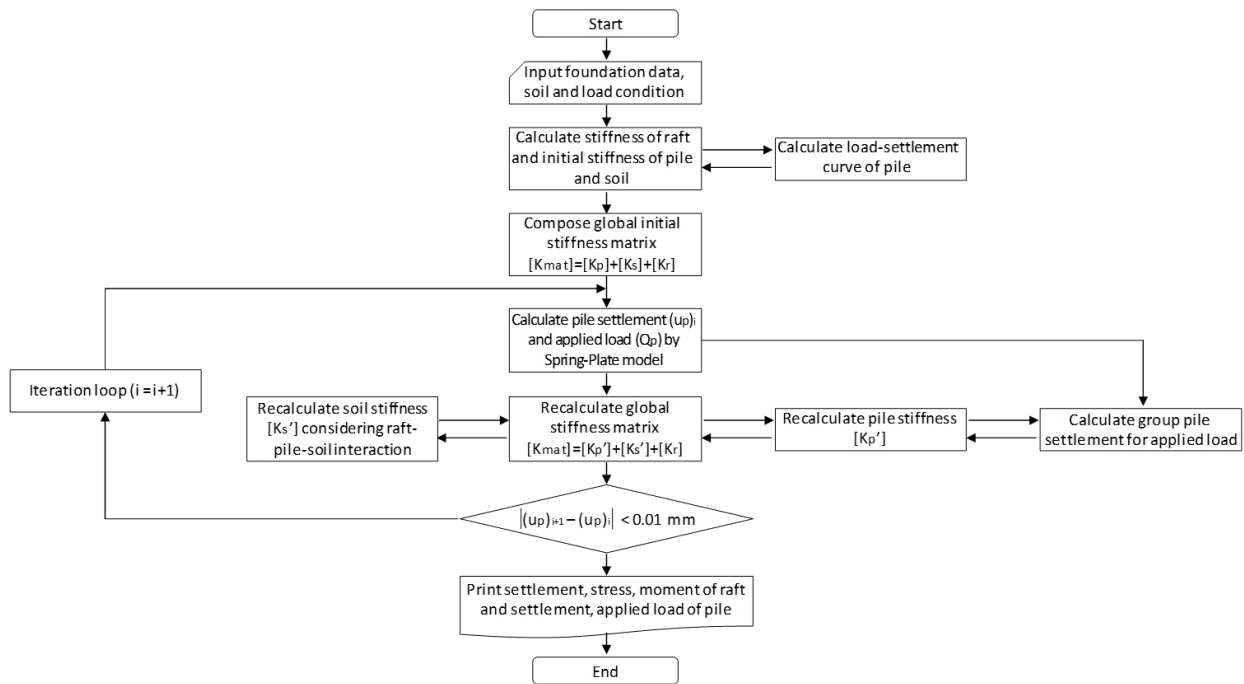 Start
Input foundation data,
soil and load condition
Calculate stiffness of raft
and initial stiffness of pile
and soil
Calculate load-settlement
curve of pile
Compose global initial
stiffness matrix
[Kmat]=[Kp]+[Ks]+[Kr]
Calculate pile settlement (up)i
and applied load (Qp) by
Spring-Plate model
Iteration loop (i =i+1)
Recalculate soil stiffness
[Ks’] considering raft-
pile-soil interaction
Recalculate global
stiffness matrix
[Kmat]=[Kp’]+[Ks’]+[Kr]
Recalculate pile stiffness
[Kp’]
Calculate group pile
settlement for applied load
|(up)i+1 – (up)i| < 0.01 mm
Print settlement, stress, moment of raft
and settlement, applied load of pile
End